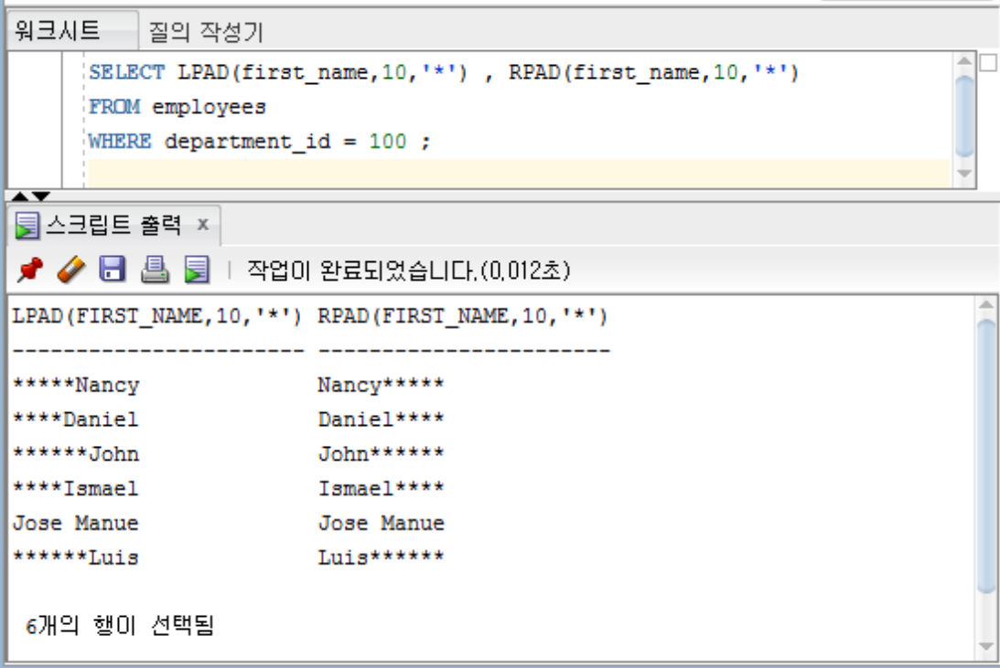 워크시트 질의 작성기
SELECT LPAD(first_name,10,'*') , RPAD(first_name,10,'*')
FROM employees
WHERE department_id = 100 ;
스크립트 출력 x
작업이 완료되었습니다.(0,012초)
LPAD(FIRST_NAME,10,'*') RPAD(FIRST_NAME,10,'*')
----------------------- -----------------------
*****Nancy Nancy*****
****Daniel Daniel****
******John John******
****Ismael Ismael****
Jose Manue Jose Manue
******Luis Luis******
6개의 행이 선택됨